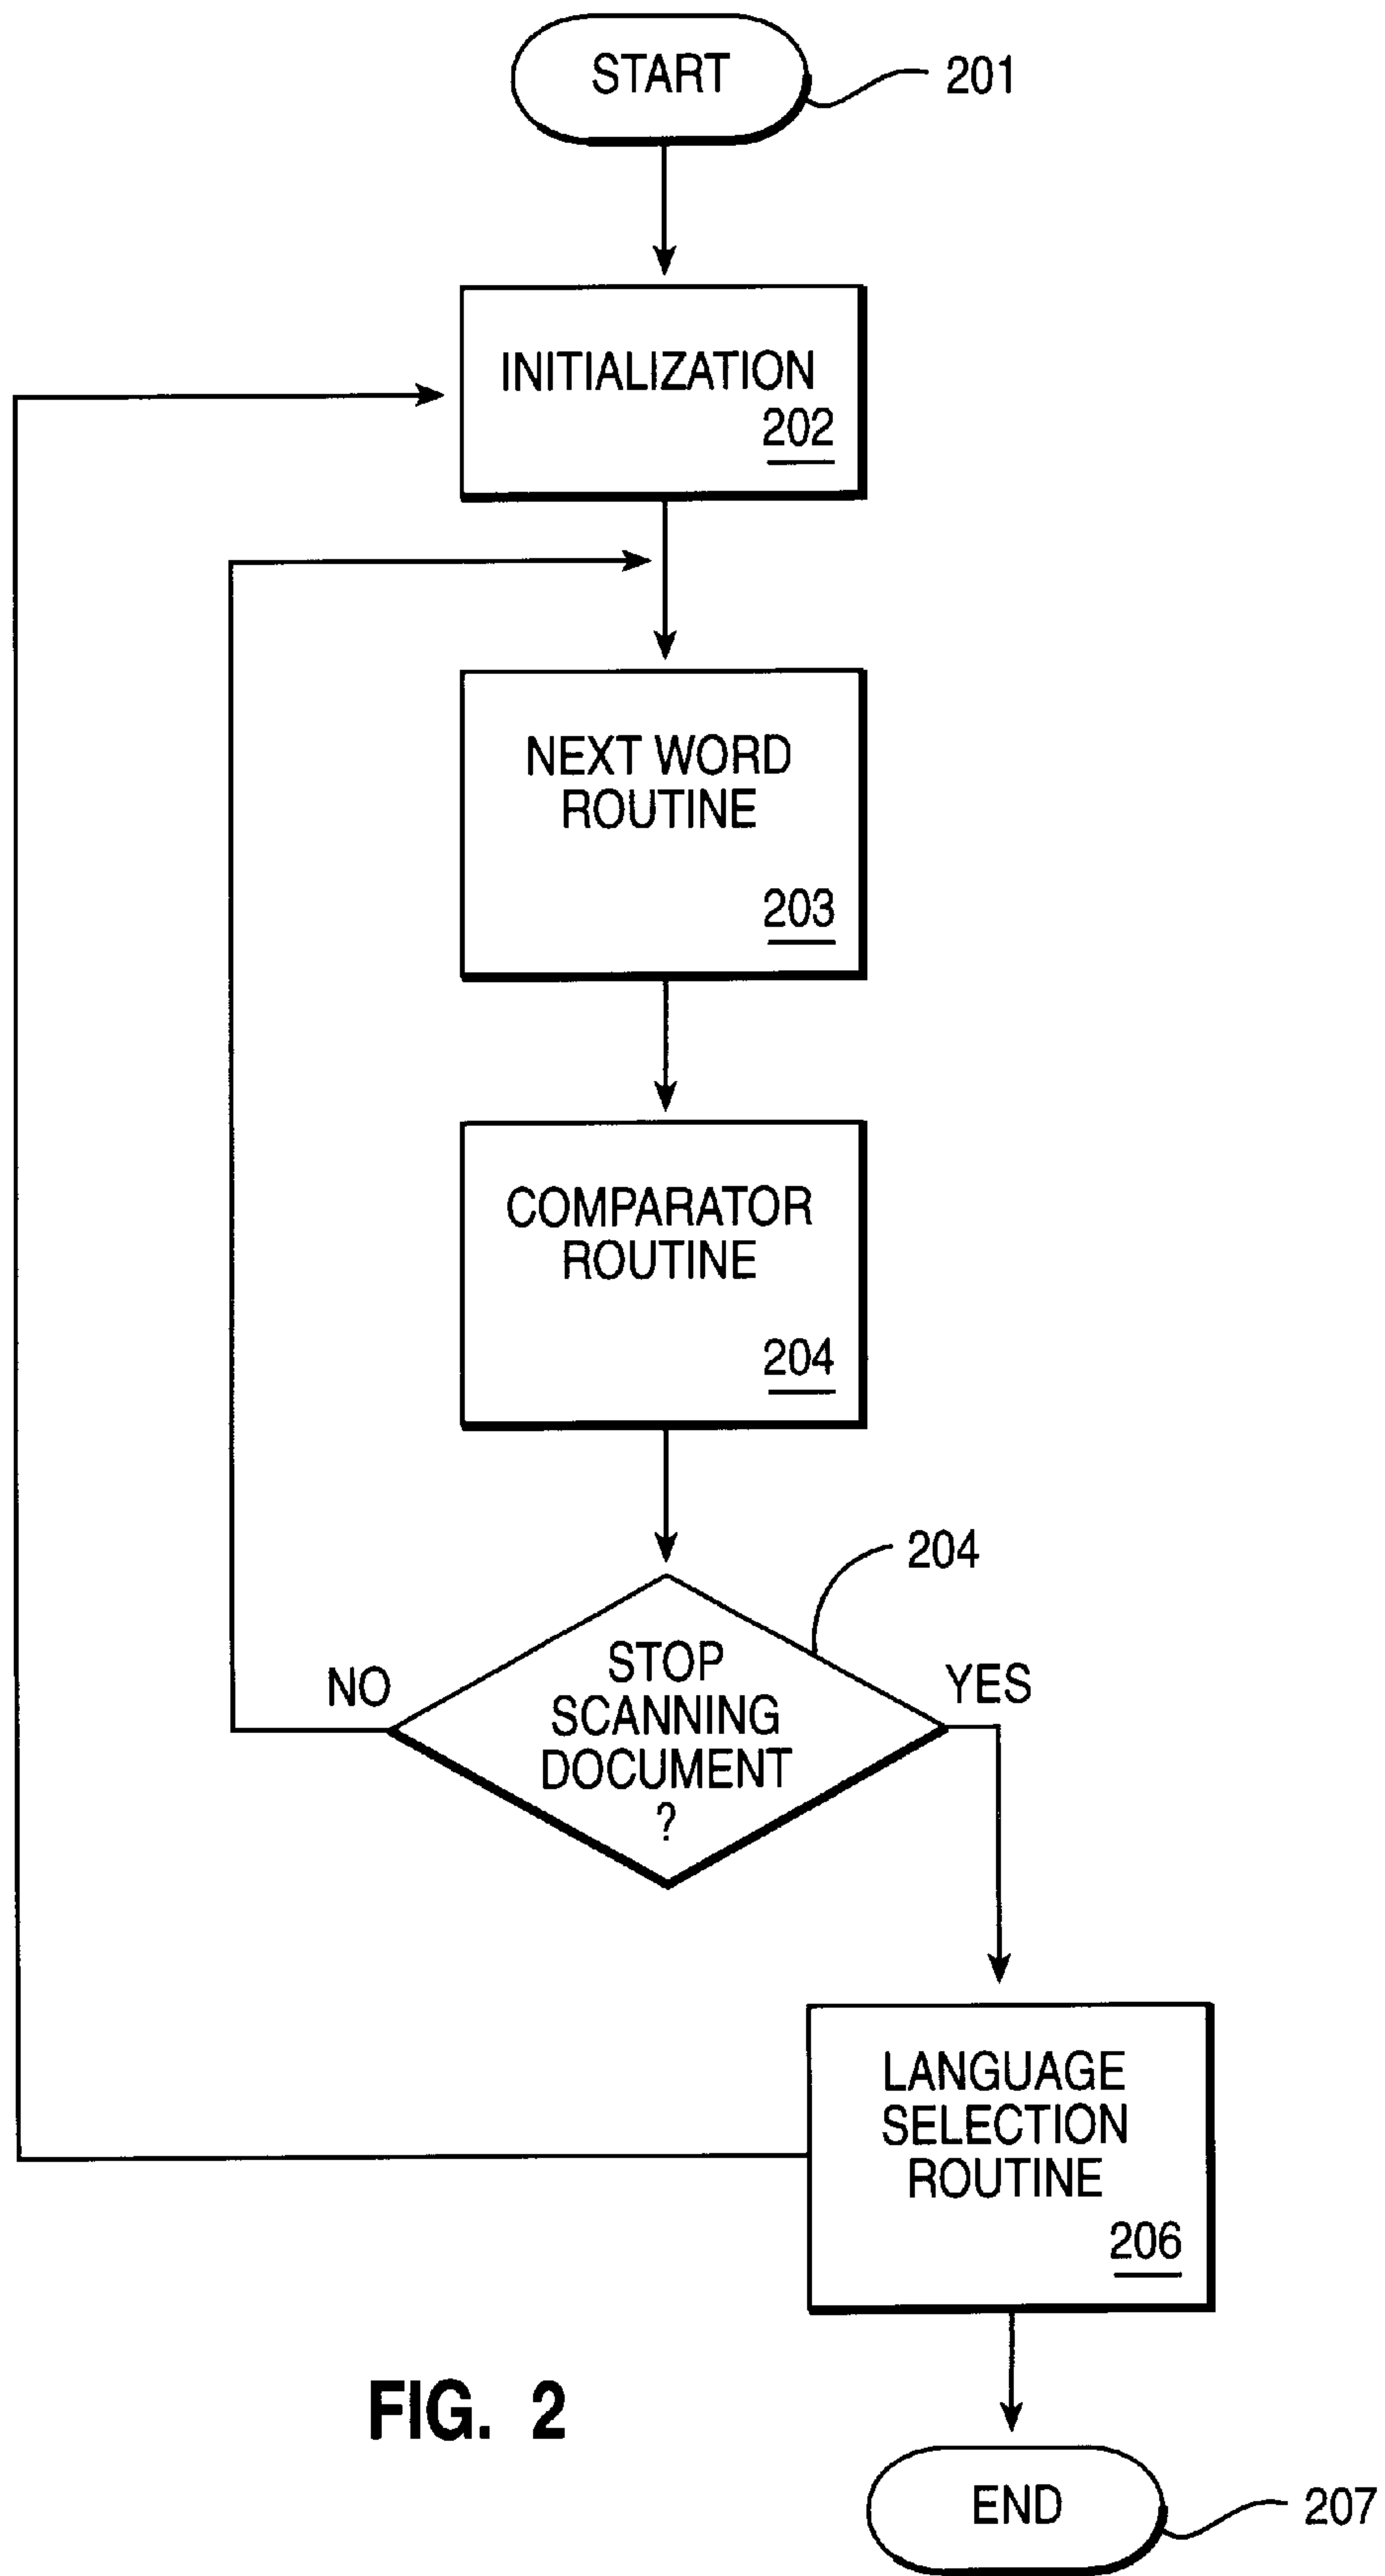 START
201
INITIALIZATION
202
NEXT WORD
ROUTINE
203
COMPARATOR
ROUTINE
204
204
STOP
SCANNING
DOCUMENT
?
NO
YES
LANGUAGE
SELECTION
ROUTINE
206
FIG. 2
END
207